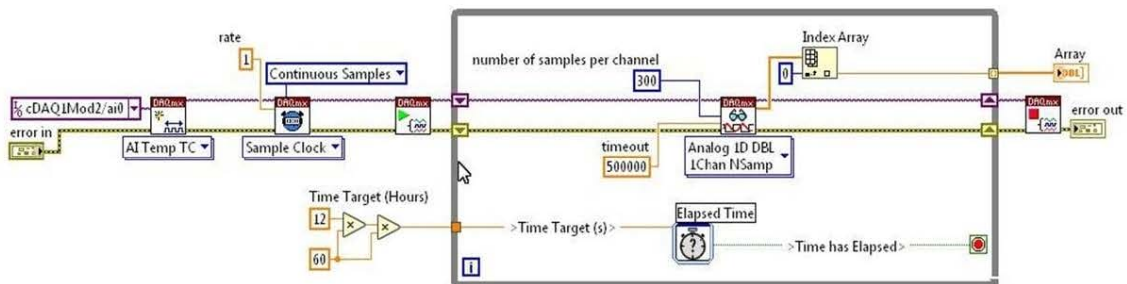 rate
1
Continuous Samples
cDAQ1Mod2/ai0
DAQmx
DAQmx
error in
AI Temp TC
Sample Clock
number of samples per channel
300
Index Array
0
Array
DBL
DAQmx
DAQmx
error out
timeout
500000
Analog 1D DBL
1Chan NSamp
Time Target (Hours)
12
60
>Time Target (s)>
Elapsed Time
?
>Time has Elapsed>
i